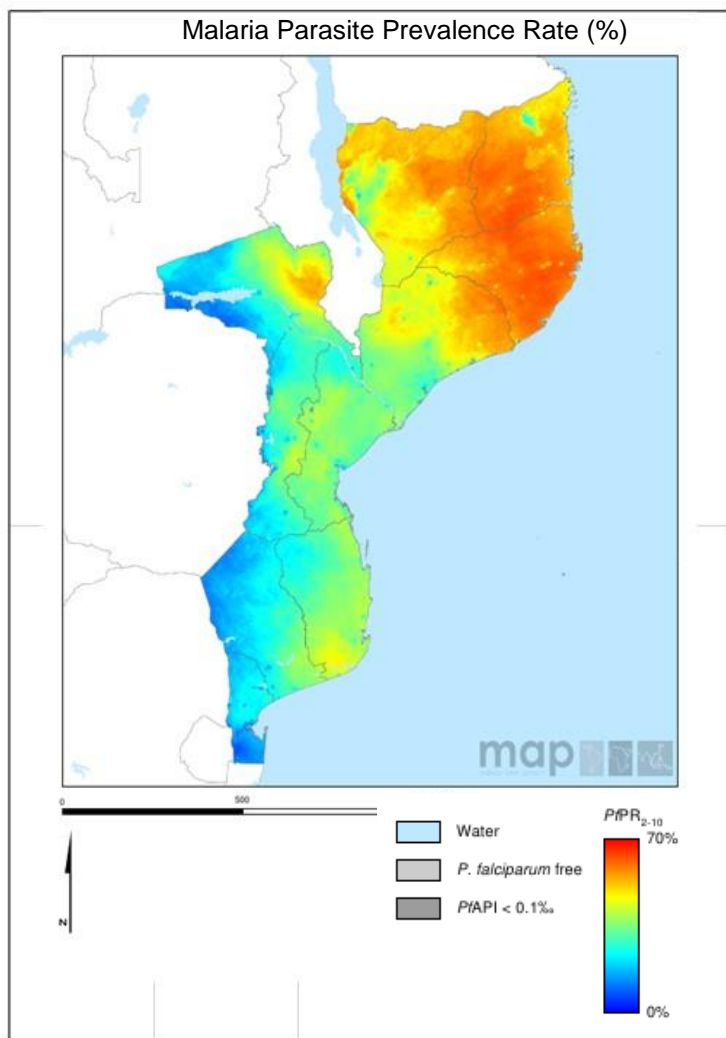 Malaria Parasite Prevalence Rate (%)
map
0 500
N
Water
P. falciparum free
PfAPI < 0.1‰
PfPR2-10
70%
0%